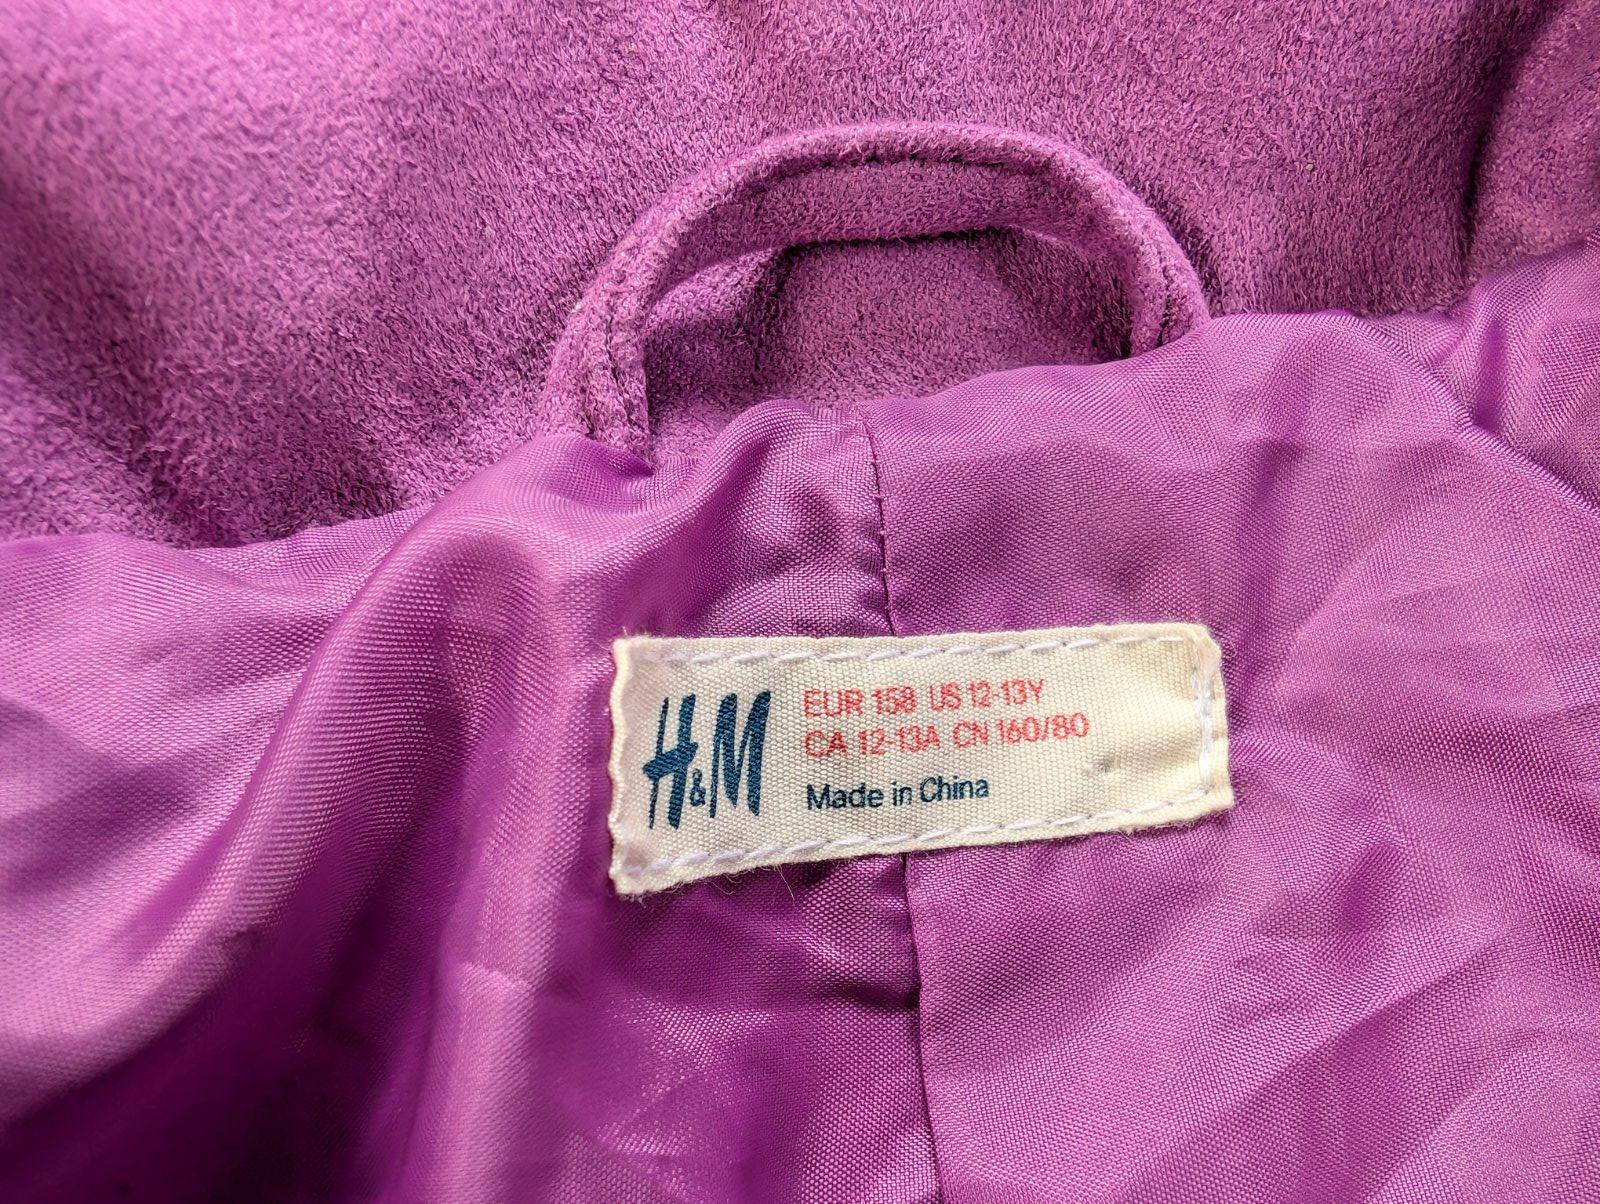 H&M
EUR 158 US 12-13Y
CA 12-13A CN 160/80
Made in China